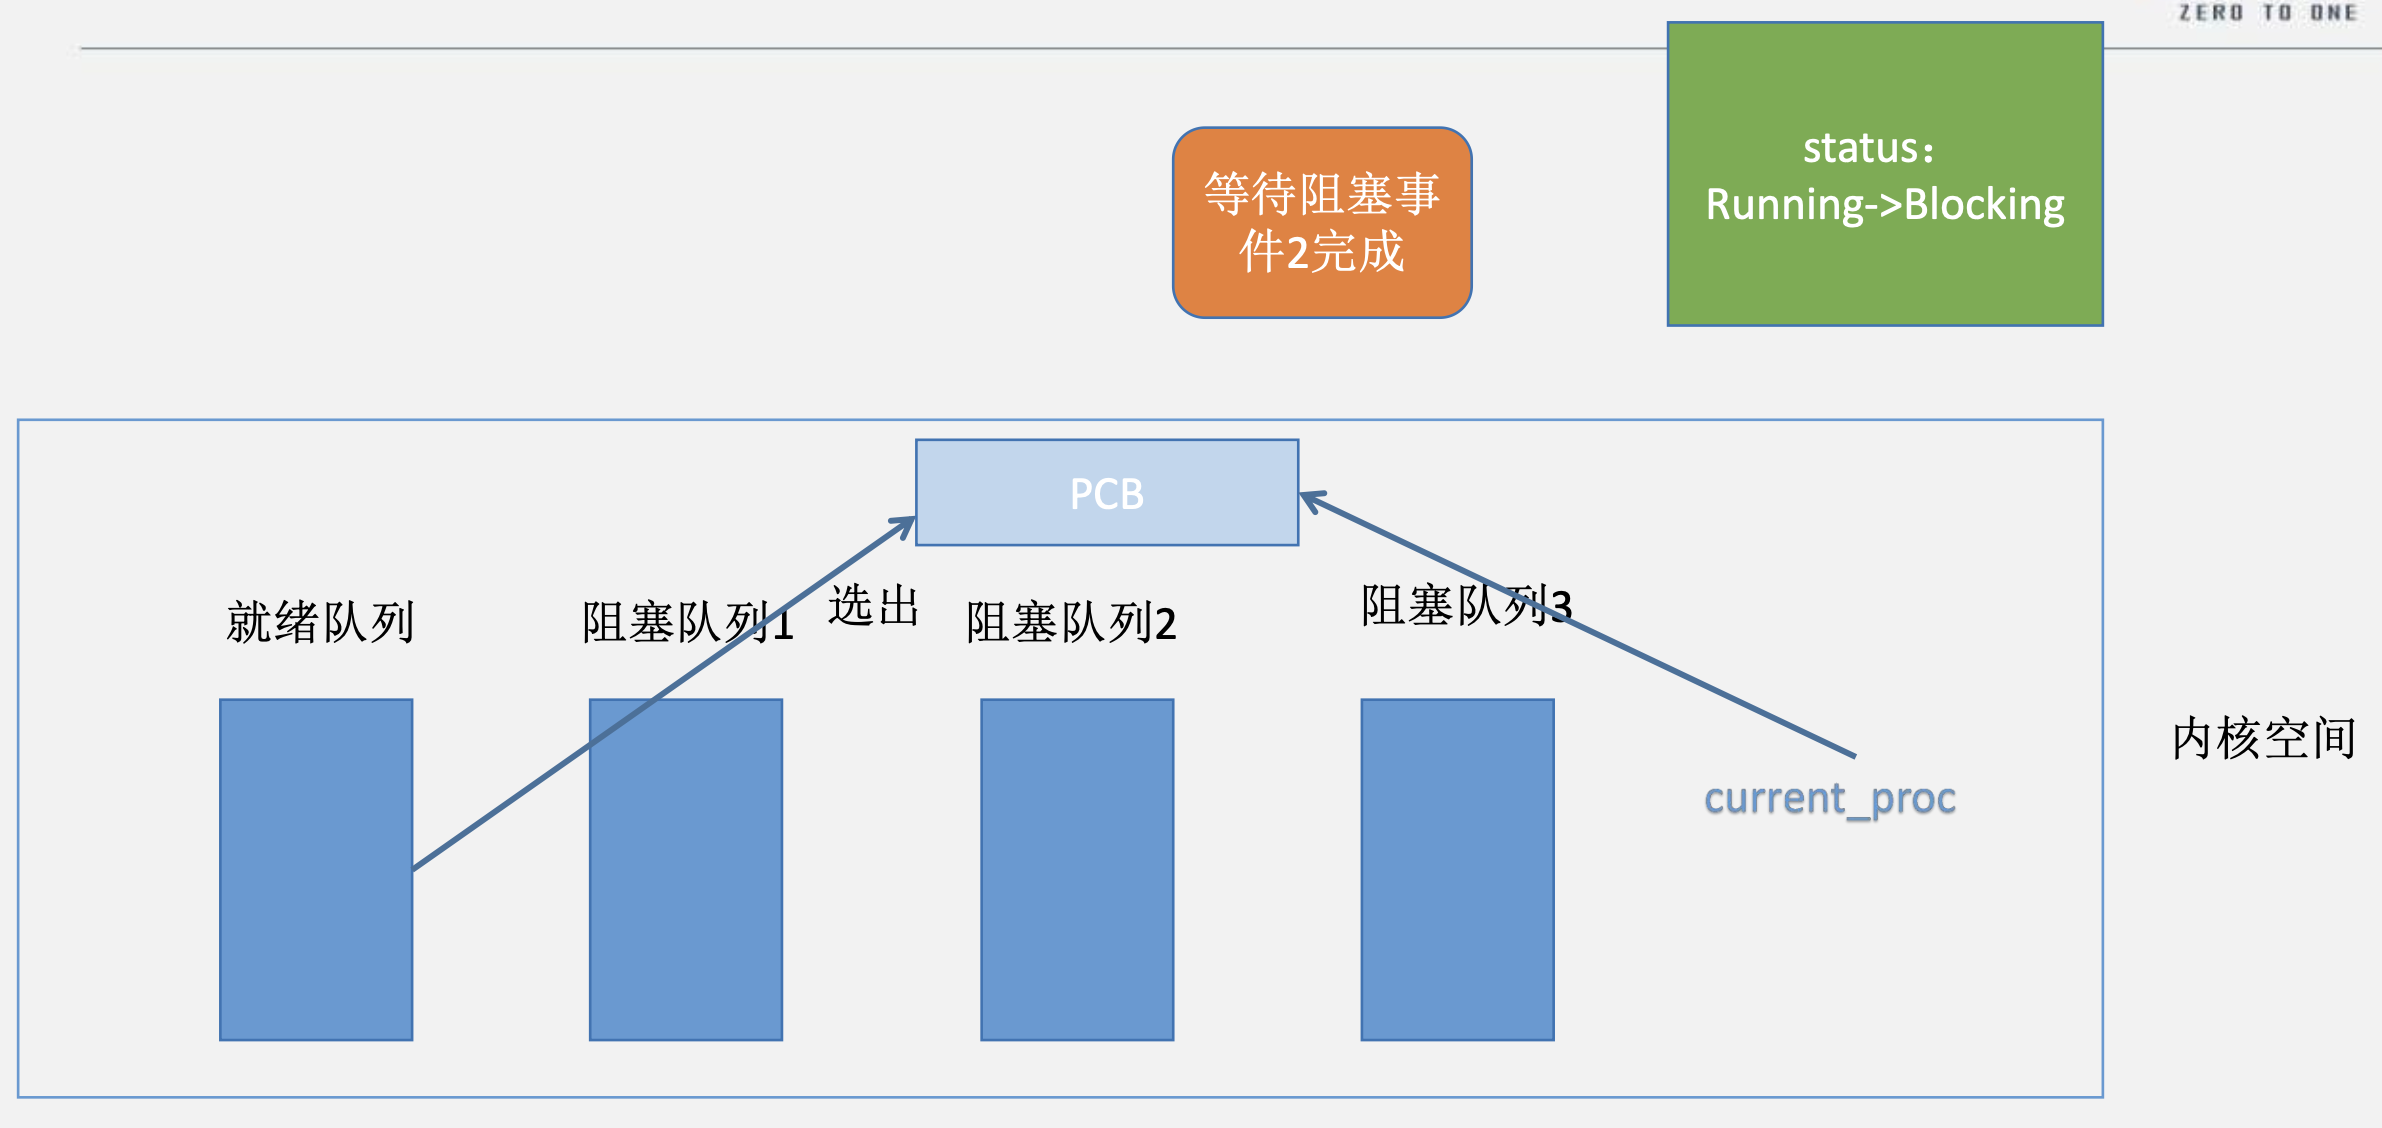 ZERO TO ONE
status：
Running->Blocking
等待阻塞事
件2完成
PCB
选出
就绪队列
阻塞队列1
阻塞队列2
阻塞队列3
内核空间
current_proc